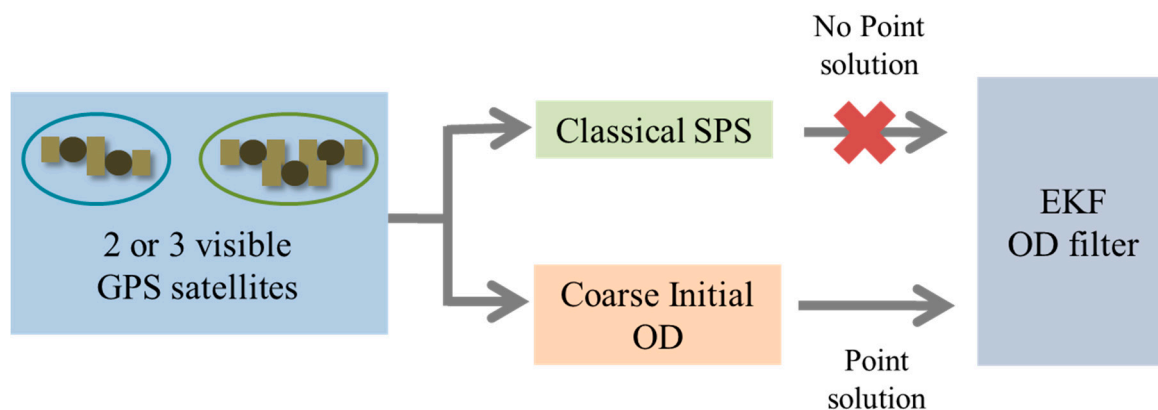 2 or 3 visible
GPS satellites
Classical SPS
No Point
solution
Coarse Initial
OD
Point
solution
EKF
OD filter